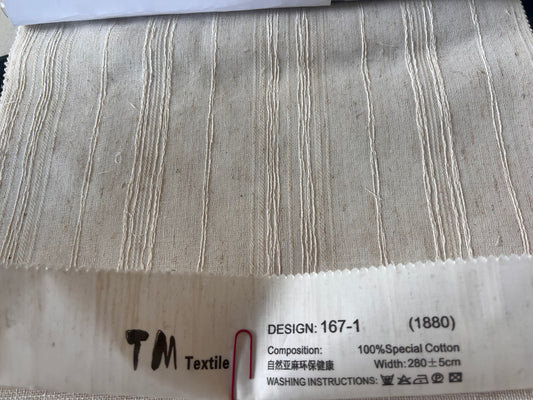 DESIGN: 167-1 (1880)
TM Textile
Composition: 100%Special Cotton
自然亚麻环保健康 Width: 280±5cm
WASHING INSTRUCTIONS: